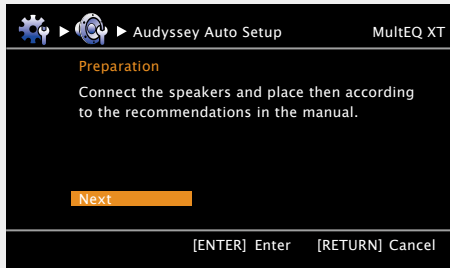 Audyssey Auto Setup MultEQ XT
Preparation
Connect the speakers and place then according
to the recommendations in the manual.
Next
[ENTER] Enter [RETURN] Cancel